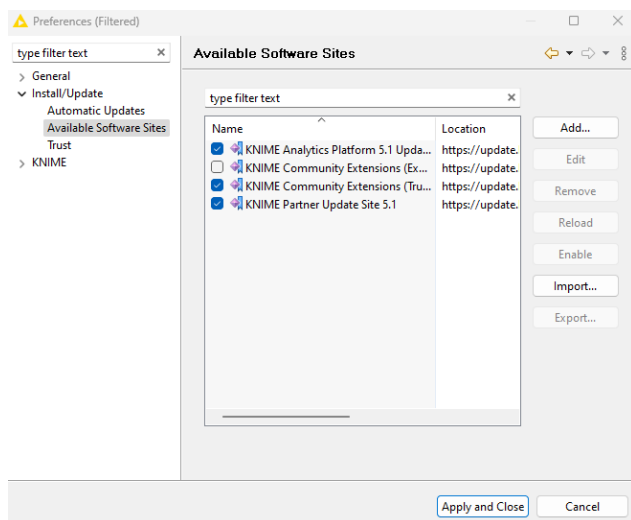 Preferences (Filtered)
type filter text
General
Install/Update
Automatic Updates
Available Software Sites
Trust
KNIME
Available Software Sites
type filter text
Name Location
KNIME Analytics Platform 5.1 Upda... https://update.
KNIME Community Extensions (Ex... https://update.
KNIME Community Extensions (Tru... https://update.
KNIME Partner Update Site 5.1 https://update.
Add...
Edit
Remove
Reload
Enable
Import...
Export...
Apply and Close Cancel